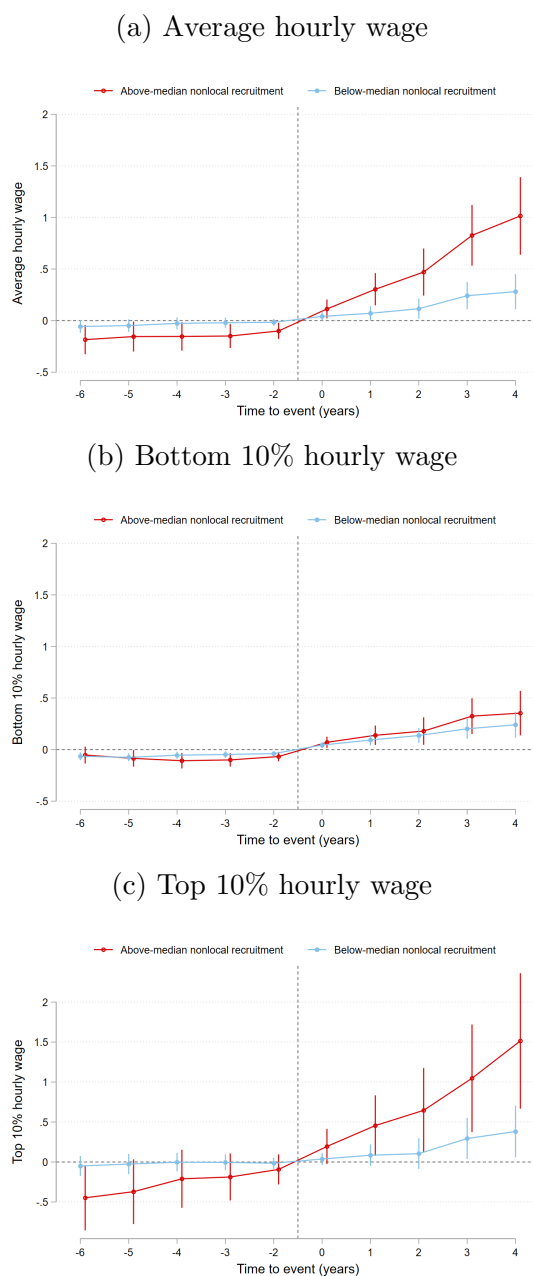 (a) Average hourly wage
Above-median nonlocal recruitment Below-median nonlocal recruitment
2
1.5
1
.5
0
-.5
Average hourly wage
-6 -5 -4 -3 -2 0 1 2 3 4
Time to event (years)
(b) Bottom 10% hourly wage
Above-median nonlocal recruitment Below-median nonlocal recruitment
2
1.5
1
.5
0
-.5
Bottom 10% hourly wage
-6 -5 -4 -3 -2 0 1 2 3 4
Time to event (years)
(c) Top 10% hourly wage
Above-median nonlocal recruitment Below-median nonlocal recruitment
2
1.5
1
.5
0
-.5
Top 10% hourly wage
-6 -5 -4 -3 -2 0 1 2 3 4
Time to event (years)